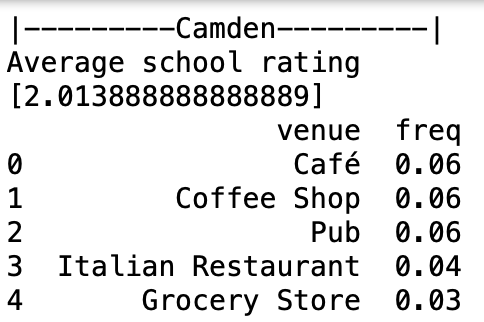 |---------Camden---------|
Average school rating
[2.013888888888889]
venue freq
0 Café 0.06
1 Coffee Shop 0.06
2 Pub 0.06
3 Italian Restaurant 0.04
4 Grocery Store 0.03